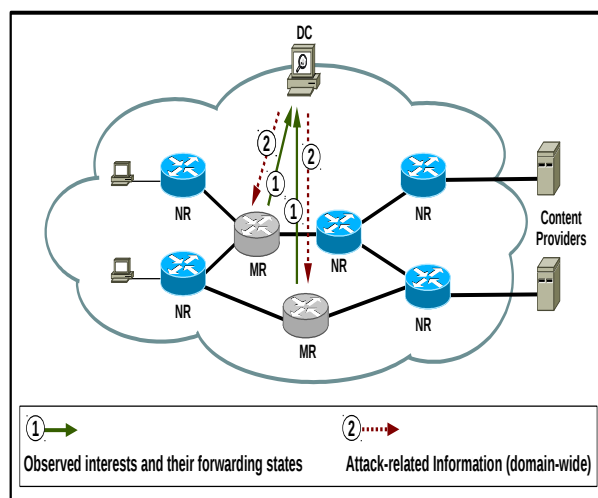 DC
2
2
1
1
NR
NR
MR
NR
Content
Providers
NR
NR
MR
1
2
Observed interests and their forwarding states
Attack-related Information (domain-wide)